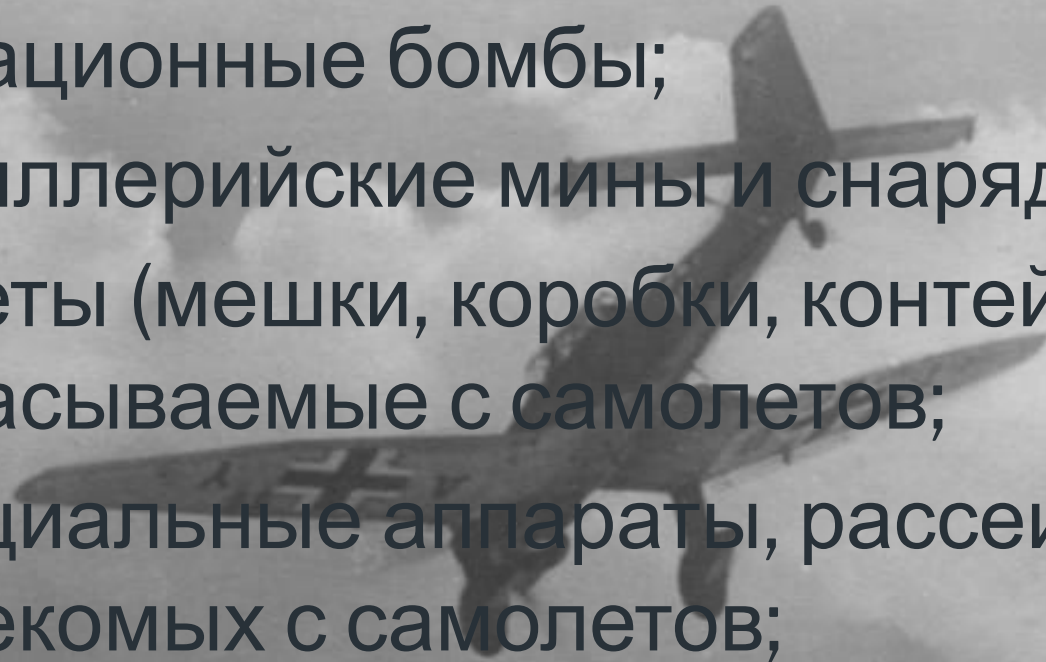 ационные бомбы;
иллерийские мины и снаряд
еты (мешки, коробки, контей
асываемые с самолетов;
циальные аппараты, рассеи
екомых с самолетов;